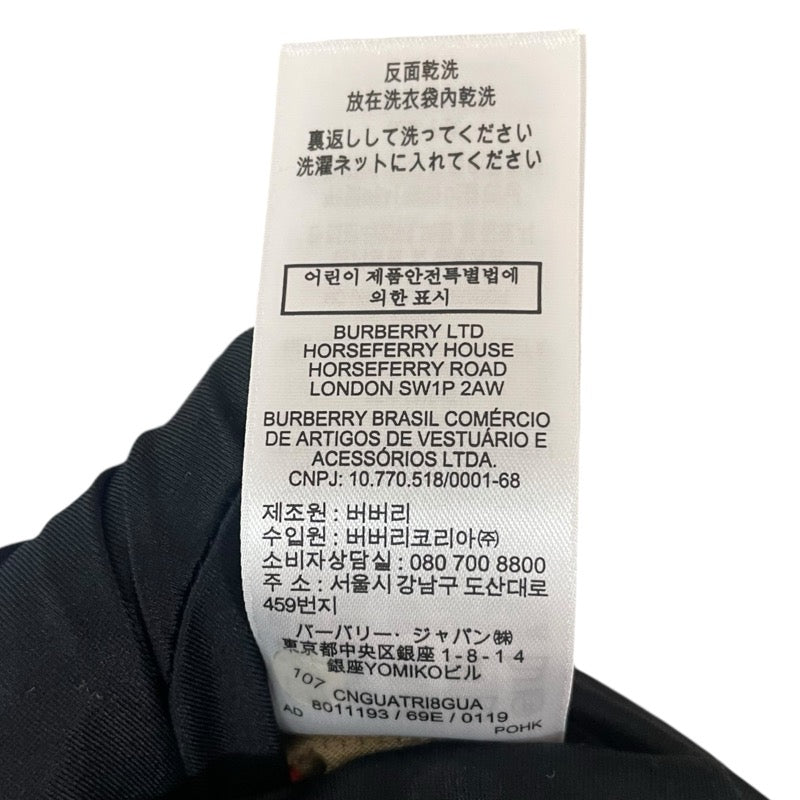 反面乾洗
放在洗衣袋內乾洗
裏返しして洗ってください
洗濯ネットに入れてください
어린이 제품안전특별법에
의한 표시
BURBERRY LTD
HORSEFERRY HOUSE
HORSEFERRY ROAD
LONDON SW1P 2AW
BURBERRY BRASIL COMÉRCIO
DE ARTIGOS DE VESTUÁRIO E
ACESSÓRIOS LTDA.
CNPJ: 10.770.518/0001-68
제조원 : 버버리
수입원 : 버버리코리아㈜
소비자상담실 : 080 700 8800
주 소 : 서울시 강남구 도산대로
459번지
バーバリー・ジャパン㈱
東京都中央区銀座 1-8-14
銀座YOMIKOビル
107
CNGUATRI8GUA
AD 8011193 / 69E / 0119
POHK